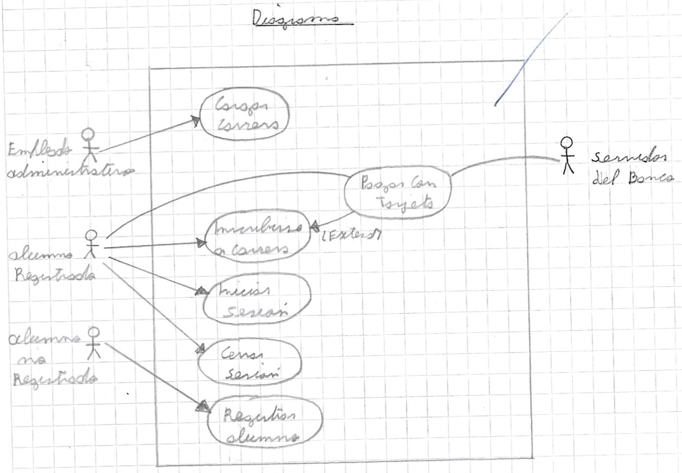 Diagrama
Cargar
Carrera
Empleado
administrativo
Servidor
del Banco
Pagar Con
Tarjeta
Inscribirse
a Carrera
(Extend)
alumno
Registrado
Iniciar
Sesión
alumno
no
Registrado
Cerrar
sesión
Registrar
alumno